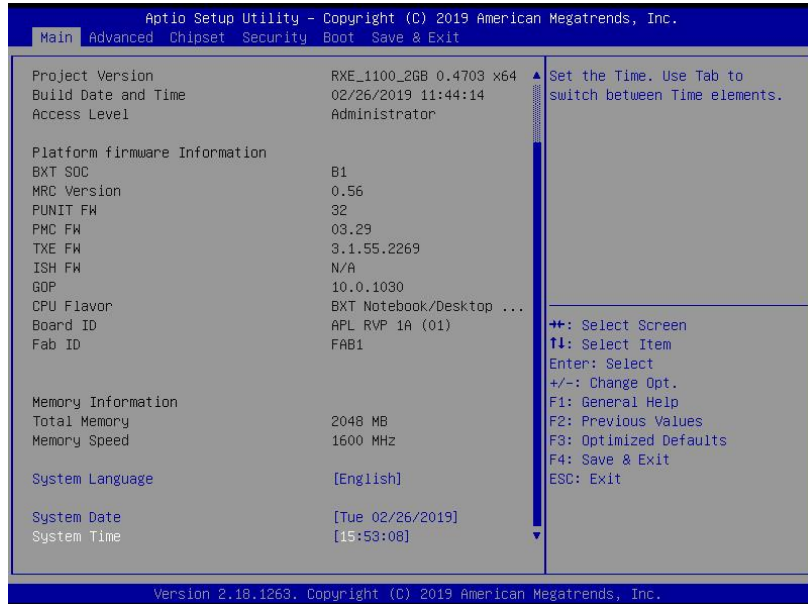 Aptio Setup Utility – Copyright (C) 2019 American Megatrends, Inc.
Main Advanced Chipset Security Boot Save & Exit
Project Version RXE_1100_2GB 0.4703 x64
Build Date and Time 02/26/2019 11:44:14
Access Level Administrator
Platform firmware Information
BXT SOC B1
MRC Version 0.56
PUNIT FW 32
PMC FW 03.29
TXE FW 3.1.55.2269
ISH FW N/A
GOP 10.0.1030
CPU Flavor BXT Notebook/Desktop ...
Board ID APL RVP 1A (01)
Fab ID FAB1
Memory Information
Total Memory 2048 MB
Memory Speed 1600 MHz
System Language [English]
System Date [Tue 02/26/2019]
System Time [15:53:08]
Set the Time. Use Tab to
switch between Time elements.
→←: Select Screen
↑↓: Select Item
Enter: Select
+/-: Change Opt.
F1: General Help
F2: Previous Values
F3: Optimized Defaults
F4: Save & Exit
ESC: Exit
Version 2.18.1263. Copyright (C) 2019 American Megatrends, Inc.